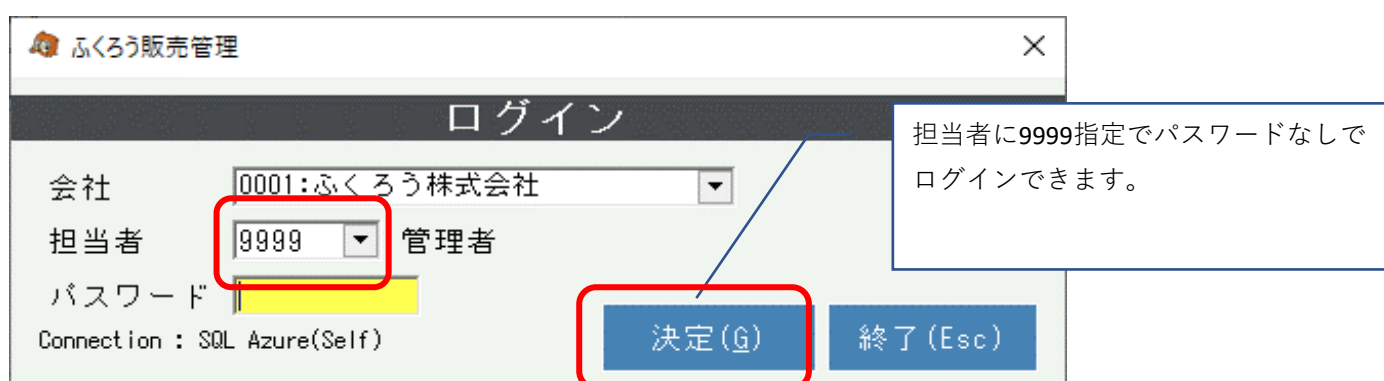 ふくろう販売管理
ログイン
担当者に9999指定でパスワードなしで
ログインできます。
会社 0001:ふくろう株式会社
担当者 9999 管理者
パスワード
Connection : SQL Azure(Self) 決定(G) 終了(Esc)